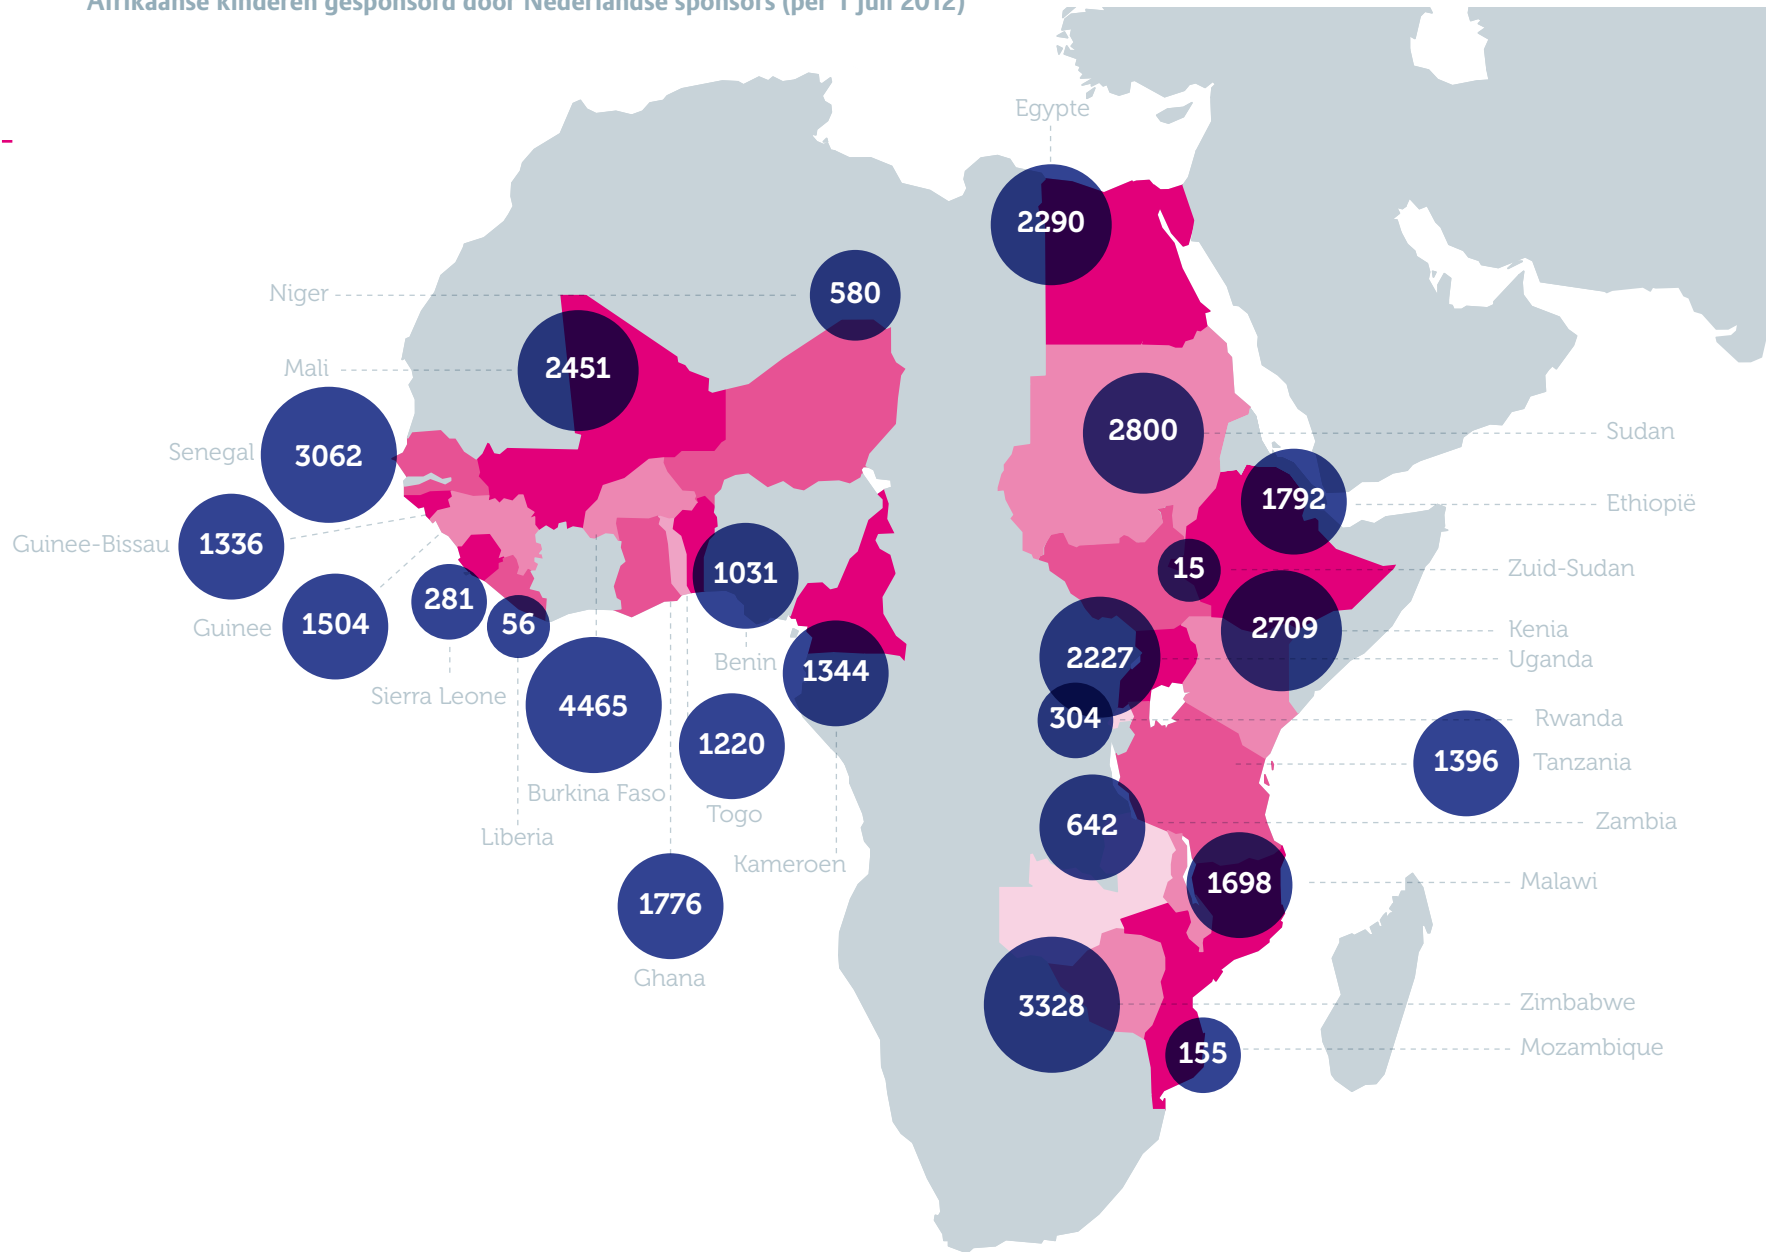 Afrikaanse kinderen gesponsord door Nederlandse sponsors (per 1 juli 2012)
Egypte
2290
Niger
580
Mali
2451
Senegal
3062
2800
Sudan
1792
Ethiopië
Guinee-Bissau
1336
15
Zuid-Sudan
1031
281
56
Guinee
1504
2709
Kenia
2227
Uganda
Benin
1344
Sierra Leone
4465
304
Rwanda
1220
1396
Tanzania
Burkina Faso
Togo
642
Zambia
Liberia
Kameroen
1698
Malawi
1776
Ghana
3328
Zimbabwe
155
Mozambique